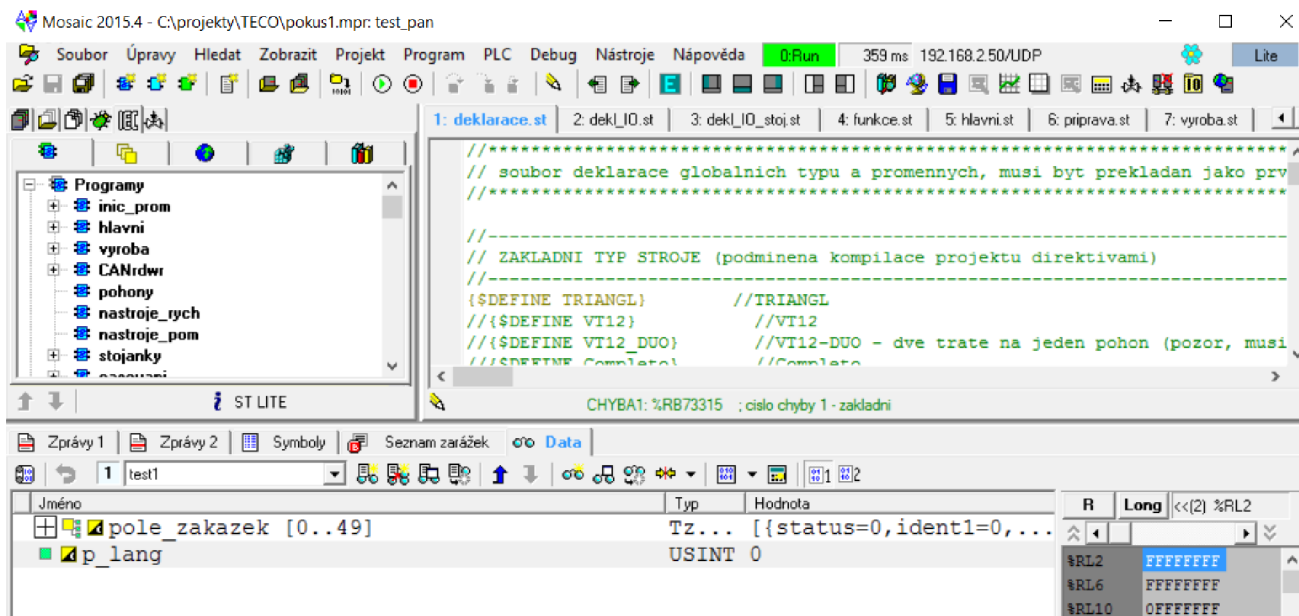 Mosaic 2015.4 - C:\projekty\TECO\pokus1.mpr: test_pan
Soubor Úpravy Hledat Zobrazit Projekt Program PLC Debug Nástroje Nápověda 0:Run 359 ms 192.168.2.50/UDP Lite
1: deklarace.st 2: dekl_IO.st 3: dekl_IO_stoj.st 4: funkce.st 5: hlavni.st 6: priprava.st 7: vyroba.st
Programy
inic_prom
hlavni
vyroba
CANrdwr
pohony
nastroje_rych
nastroje_pom
stojanky
ST LITE
//******************************************************************************
// soubor deklarace globalnich typu a promennych, musi byt prekladan jako prv
//******************************************************************************
//------------------------------------------------------------------------------
// ZAKLADNI TYP STROJE (podminena kompilace projektu direktivami)
//------------------------------------------------------------------------------
{$DEFINE TRIANGL} //TRIANGL
//{$DEFINE VT12} //VT12
//{$DEFINE VT12_DUO} //VT12-DUO - dve trate na jeden pohon (pozor, musi
//{$DEFINE Completo} //Completo
CHYBA1: %RB73315 ; cislo chyby 1 - zakladni
Zprávy 1 Zprávy 2 Symboly Seznam zarážek Data
1 test1 1 2
Jméno Typ Hodnota
pole_zakazek [0..49] Tz... [{status=0,ident1=0,...
p_lang USINT 0
R Long <<(2) %RL2
%RL2 FFFFFFFF
%RL6 FFFFFFFF
%RL10 0FFFFFFF